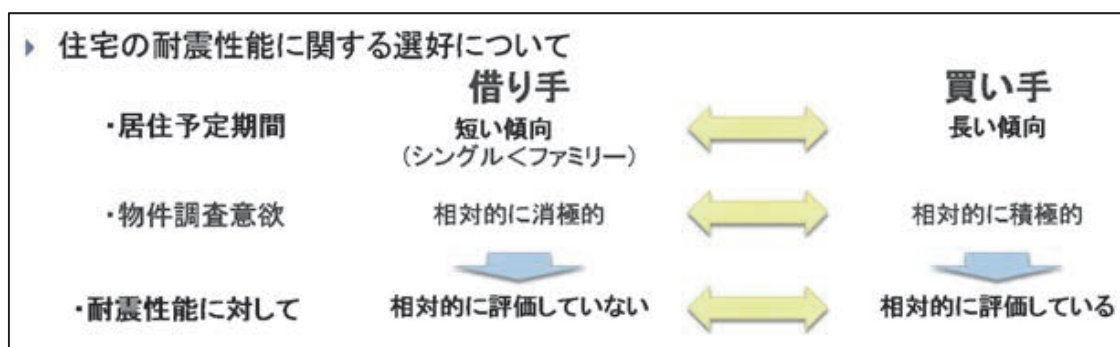 住宅の耐震性能に関する選好について
借り手 買い手
・居住予定期間 短い傾向 長い傾向
(シングル<ファミリー)
・物件調査意欲 相対的に消極的 相対的に積極的
・耐震性能に対して 相対的に評価していない 相対的に評価している